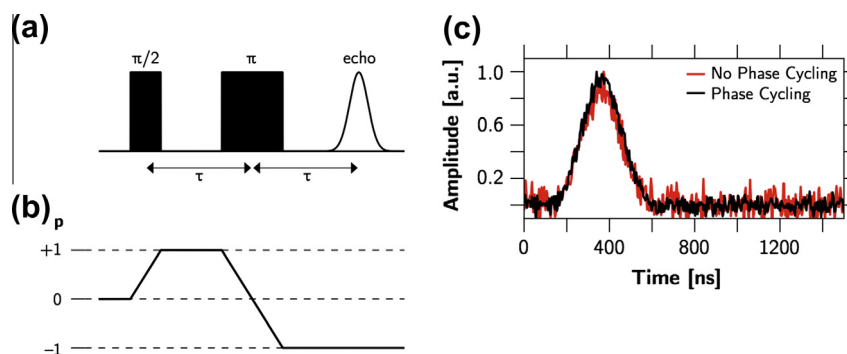 (a)
π/2
π
echo
τ
τ
(b)
p
+1
0
−1
(c)
No Phase Cycling
Phase Cycling
Amplitude [a.u.]
1.0
0.6
0.2
0
400
800
1200
Time [ns]